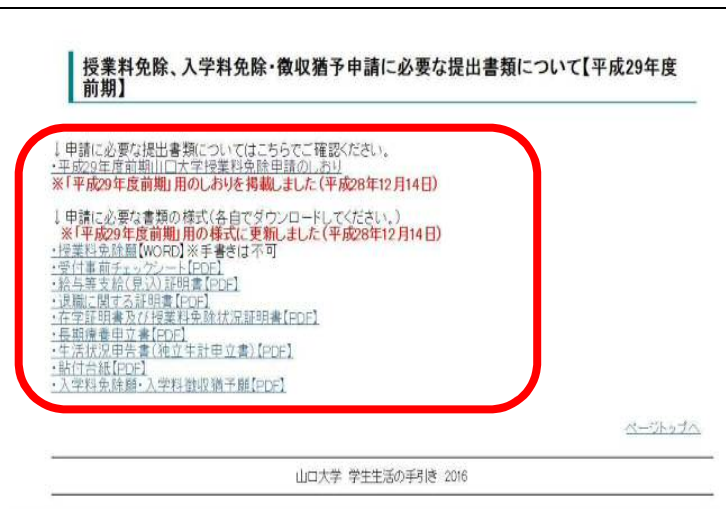 授業料免除、入学料免除・徴収猶予申請に必要な提出書類について【平成29年度
前期】
↓申請に必要な提出書類についてはこちらでご確認ください。
・平成29年度前期山口大学授業料免除申請のしおり
※「平成29年度前期」用のしおりを掲載しました(平成28年12月14日)
↓申請に必要な書類の様式(各自でダウンロードしてください。)
※「平成29年度前期」用の様式に更新しました(平成28年12月14日)
・授業料免除願【WORD】※手書きは不可
・受付事前チェックシート【PDF】
・給与等支給(見込)証明書【PDF】
・退職に関する証明書【PDF】
・在学証明書及び授業料免除状況証明書【PDF】
・長期療養申立書【PDF】
・生活状況申告書(独立生計申立書)【PDF】
・貼付台紙【PDF】
・入学料免除願・入学料徴収猶予願【PDF】
ページトップへ
山口大学 学生生活の手引き 2016